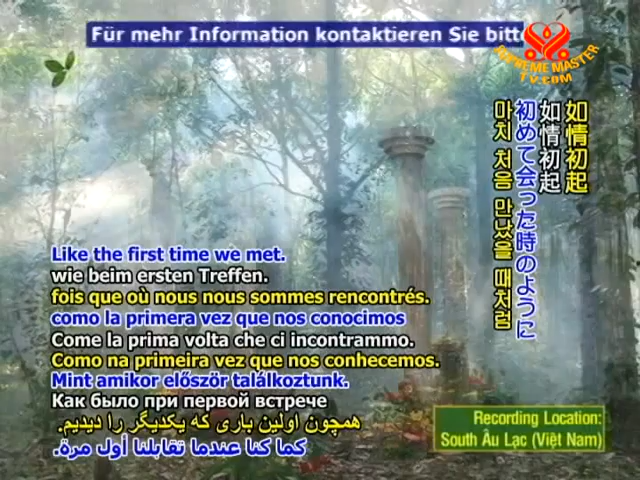 Für mehr Information kontaktieren Sie bitte
SUPREME MASTER
TV.COM
如情初起
如情初起
初めて会った時のように
마치 처음 만났을 때처럼
Like the first time we met.
wie beim ersten Treffen.
fois que où nous nous sommes rencontrés.
como la primera vez que nos conocimos
Come la prima volta che ci incontrammo.
Como na primeira vez que nos conhecemos.
Mint amikor először találkoztunk.
Как было при первой встрече
همچون اولین باری که یکدیگر را دیدیم.
كما كنا عندما تقابلنا أول مرة.
Recording Location:
South Âu Lạc (Việt Nam)